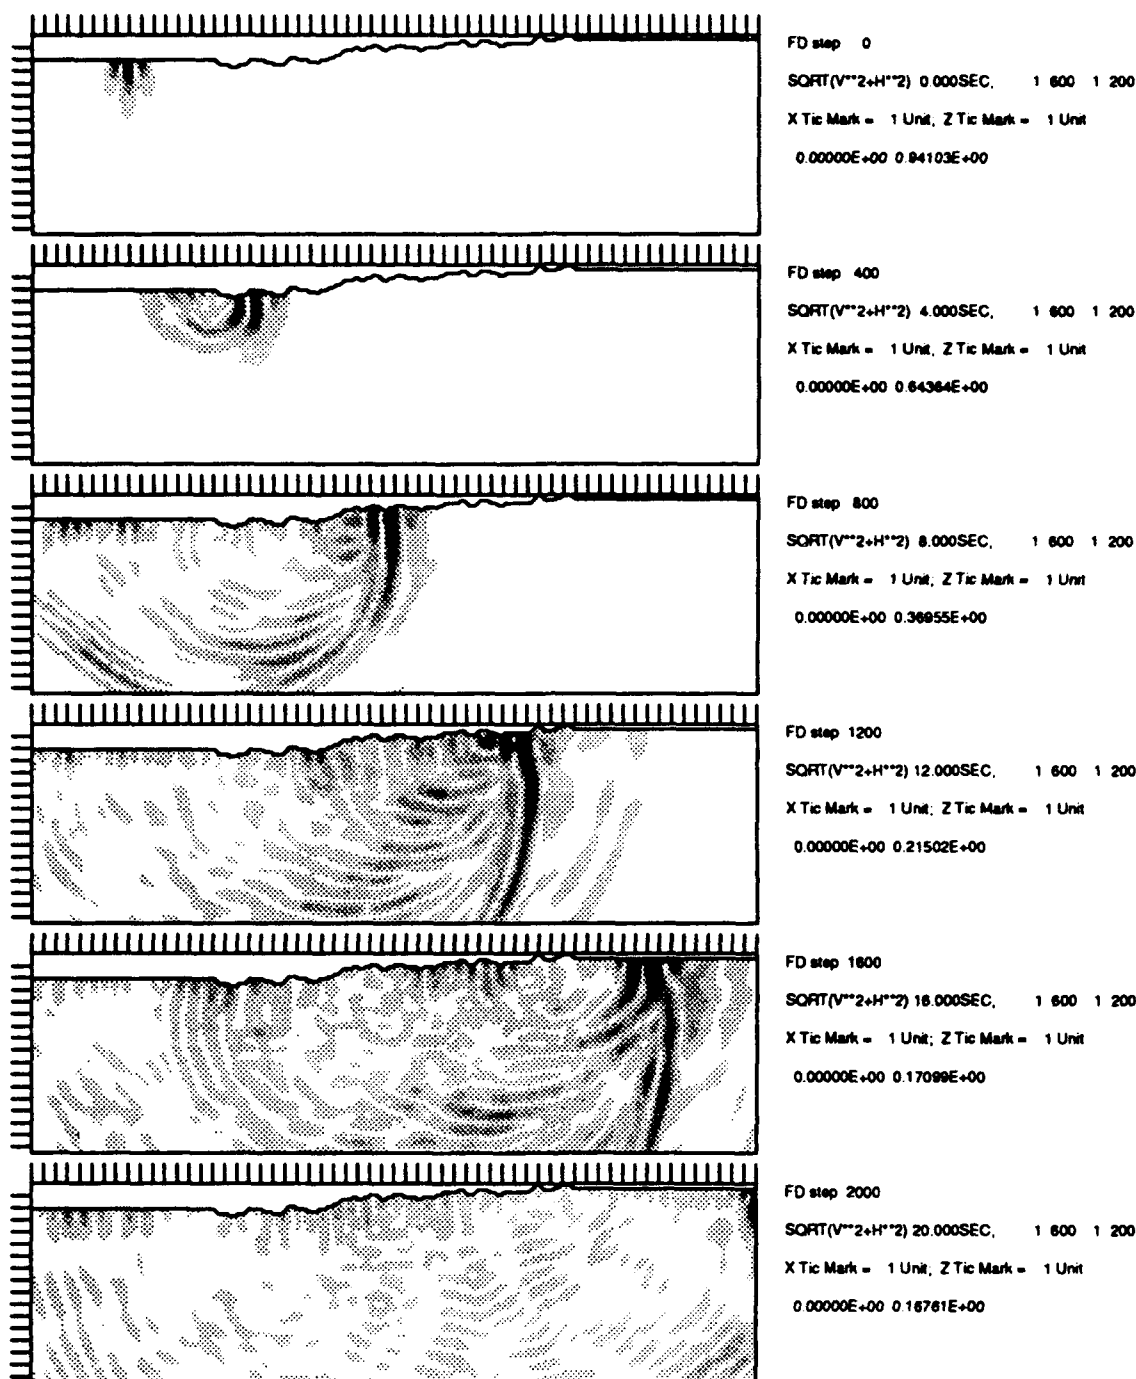 FD step 0
SQRT(V**2+H**2) 0.000SEC, 1 600 1 200
X Tic Mark = 1 Unit; Z Tic Mark = 1 Unit
0.00000E+00 0.94103E+00
FD step 400
SQRT(V**2+H**2) 4.000SEC, 1 600 1 200
X Tic Mark = 1 Unit, Z Tic Mark = 1 Unit
0.00000E+00 0.64364E+00
FD step 800
SQRT(V**2+H**2) 8.000SEC, 1 600 1 200
X Tic Mark = 1 Unit; Z Tic Mark = 1 Unit
0.00000E+00 0.36955E+00
FD step 1200
SQRT(V**2+H**2) 12.000SEC, 1 600 1 200
X Tic Mark = 1 Unit; Z Tic Mark = 1 Unit
0.00000E+00 0.21502E+00
FD step 1600
SQRT(V**2+H**2) 16.000SEC, 1 600 1 200
X Tic Mark = 1 Unit; Z Tic Mark = 1 Unit
0.00000E+00 0.17099E+00
FD step 2000
SQRT(V**2+H**2) 20.000SEC, 1 600 1 200
X Tic Mark = 1 Unit; Z Tic Mark = 1 Unit
0.00000E+00 0.16761E+00